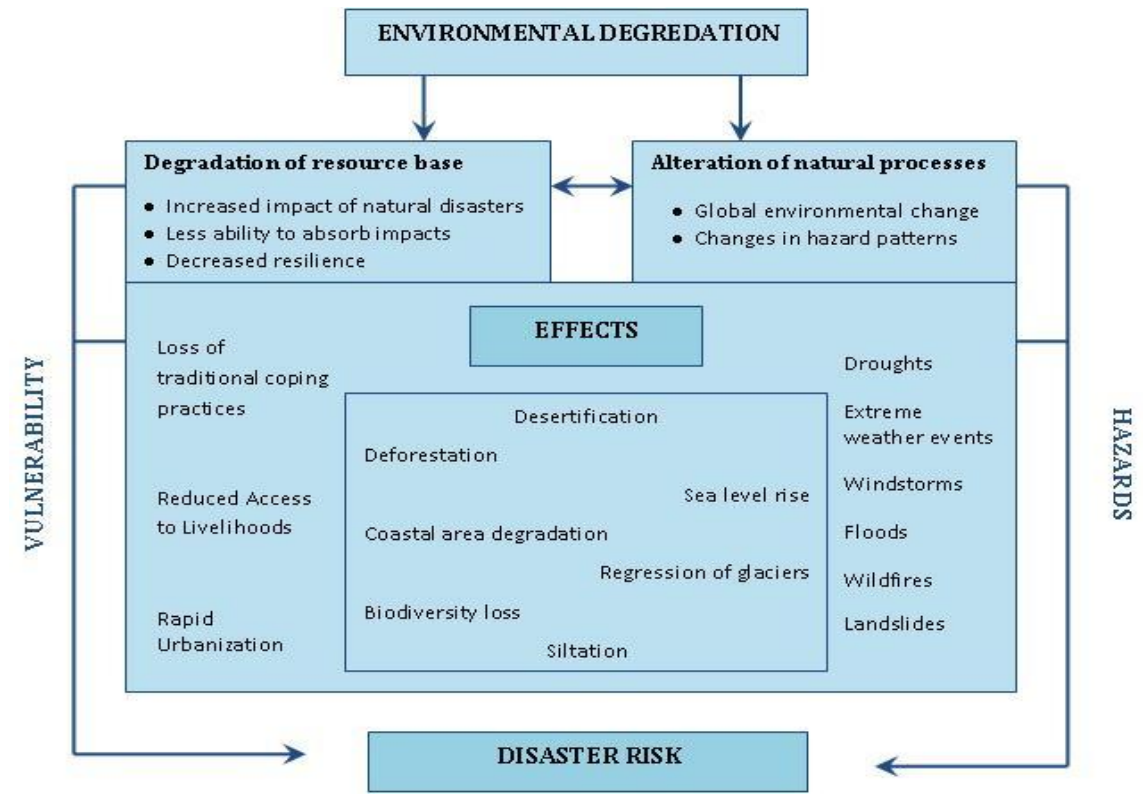 ENVIRONMENTAL DEGREDATION
Degradation of resource base
● Increased impact of natural disasters
● Less ability to absorb impacts
● Decreased resilience
Alteration of natural processes
● Global environmental change
● Changes in hazard patterns
EFFECTS
VULNERABILITY
Loss of
traditional coping
practices
Reduced Access
to Livelihoods
Rapid
Urbanization
Desertification
Deforestation
Sea level rise
Coastal area degradation
Regression of glaciers
Biodiversity loss
Siltation
Droughts
Extreme
weather events
Windstorms
Floods
Wildfires
Landslides
HAZARDS
DISASTER RISK